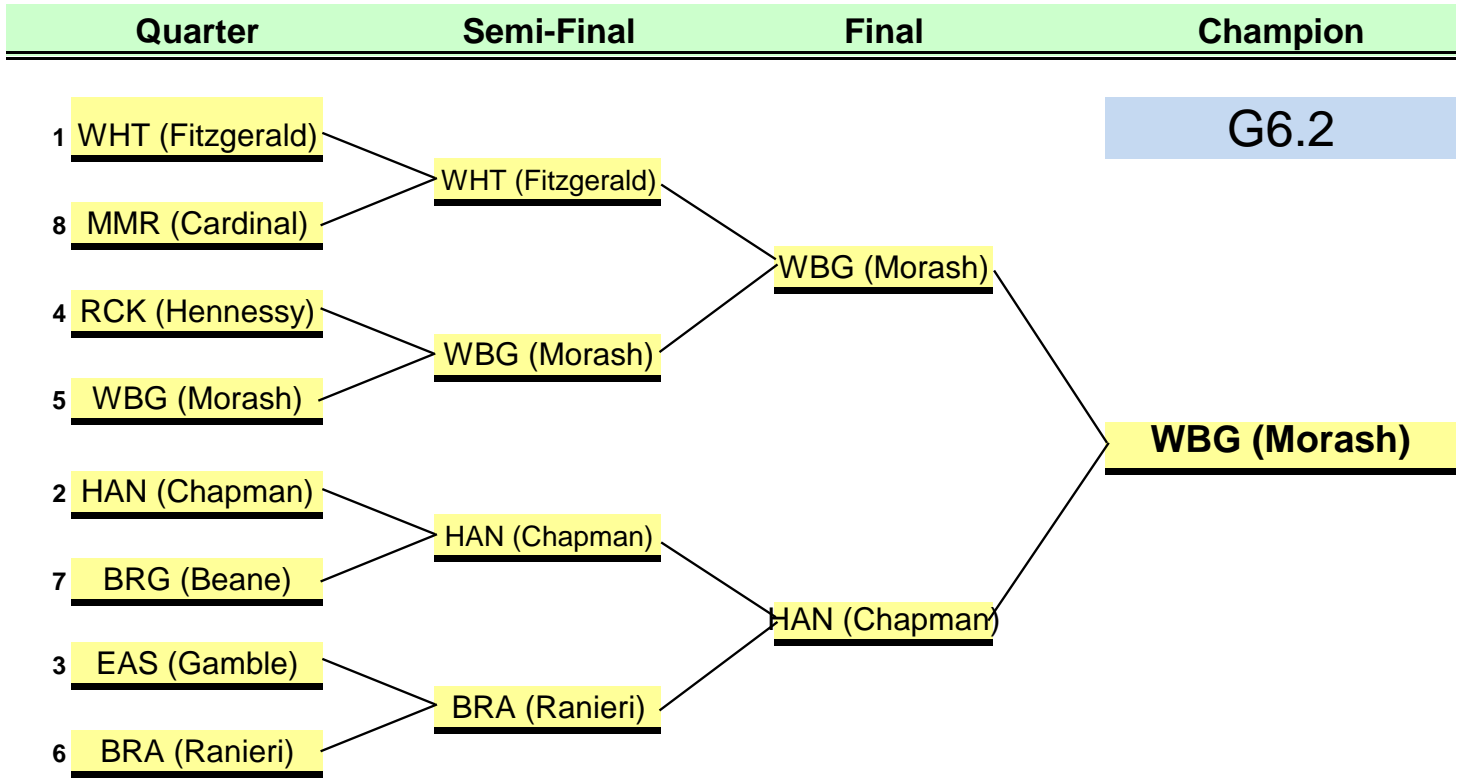 Quarter Semi-Final Final Champion
G6.2
1 WHT (Fitzgerald)
WHT (Fitzgerald)
8 MMR (Cardinal)
WBG (Morash)
4 RCK (Hennessy)
WBG (Morash)
5 WBG (Morash)
WBG (Morash)
2 HAN (Chapman)
HAN (Chapman)
7 BRG (Beane)
HAN (Chapman)
3 EAS (Gamble)
BRA (Ranieri)
6 BRA (Ranieri)